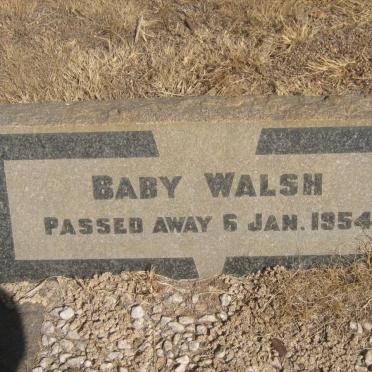 BABY WALSH
PASSED AWAY 6 JAN. 1954